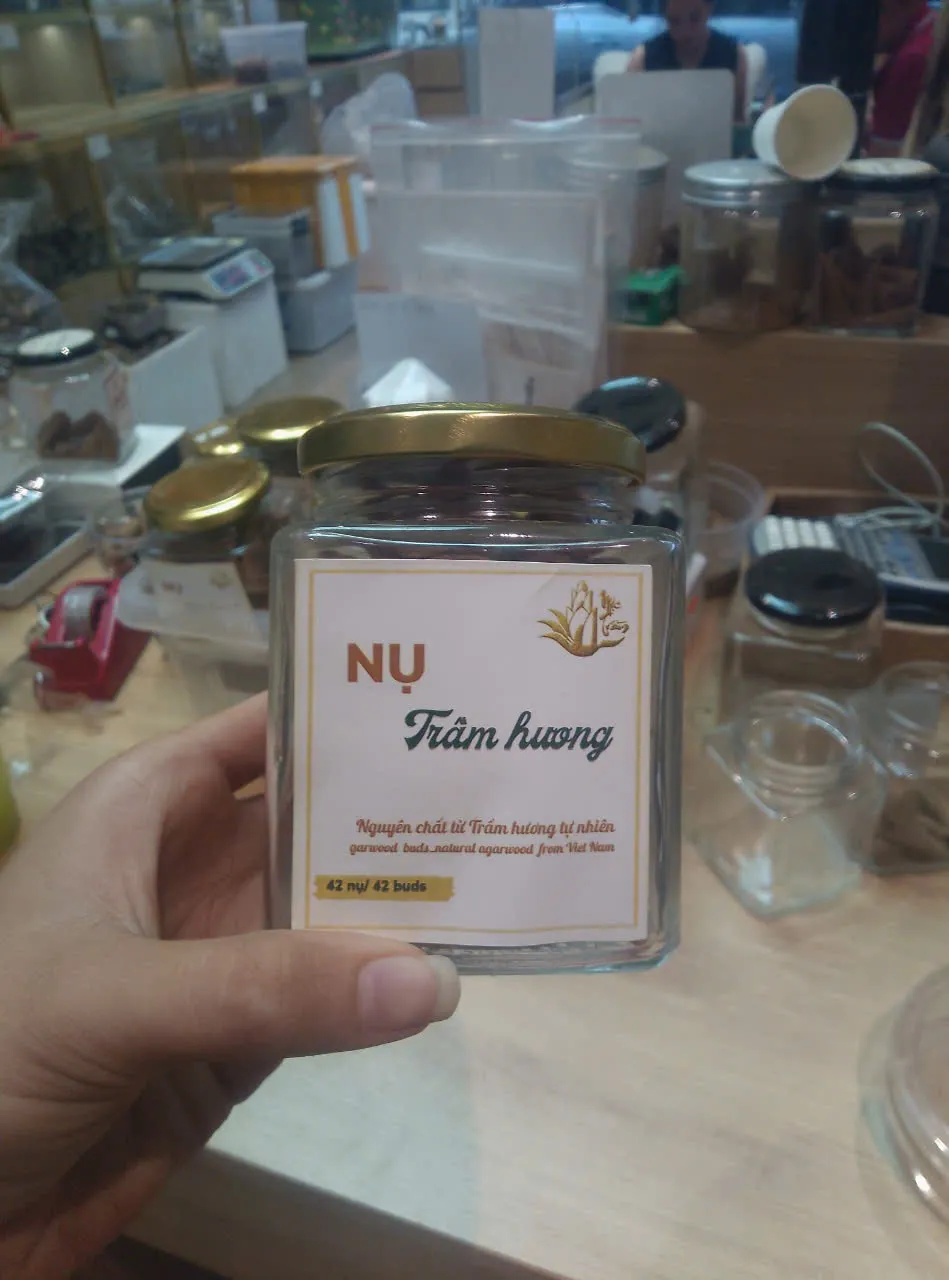 NỤ
Trầm hương
Nguyên chất từ Trầm hương tự nhiên
garwood buds_natural agarwood from Việt Nam
42 nụ/ 42 buds